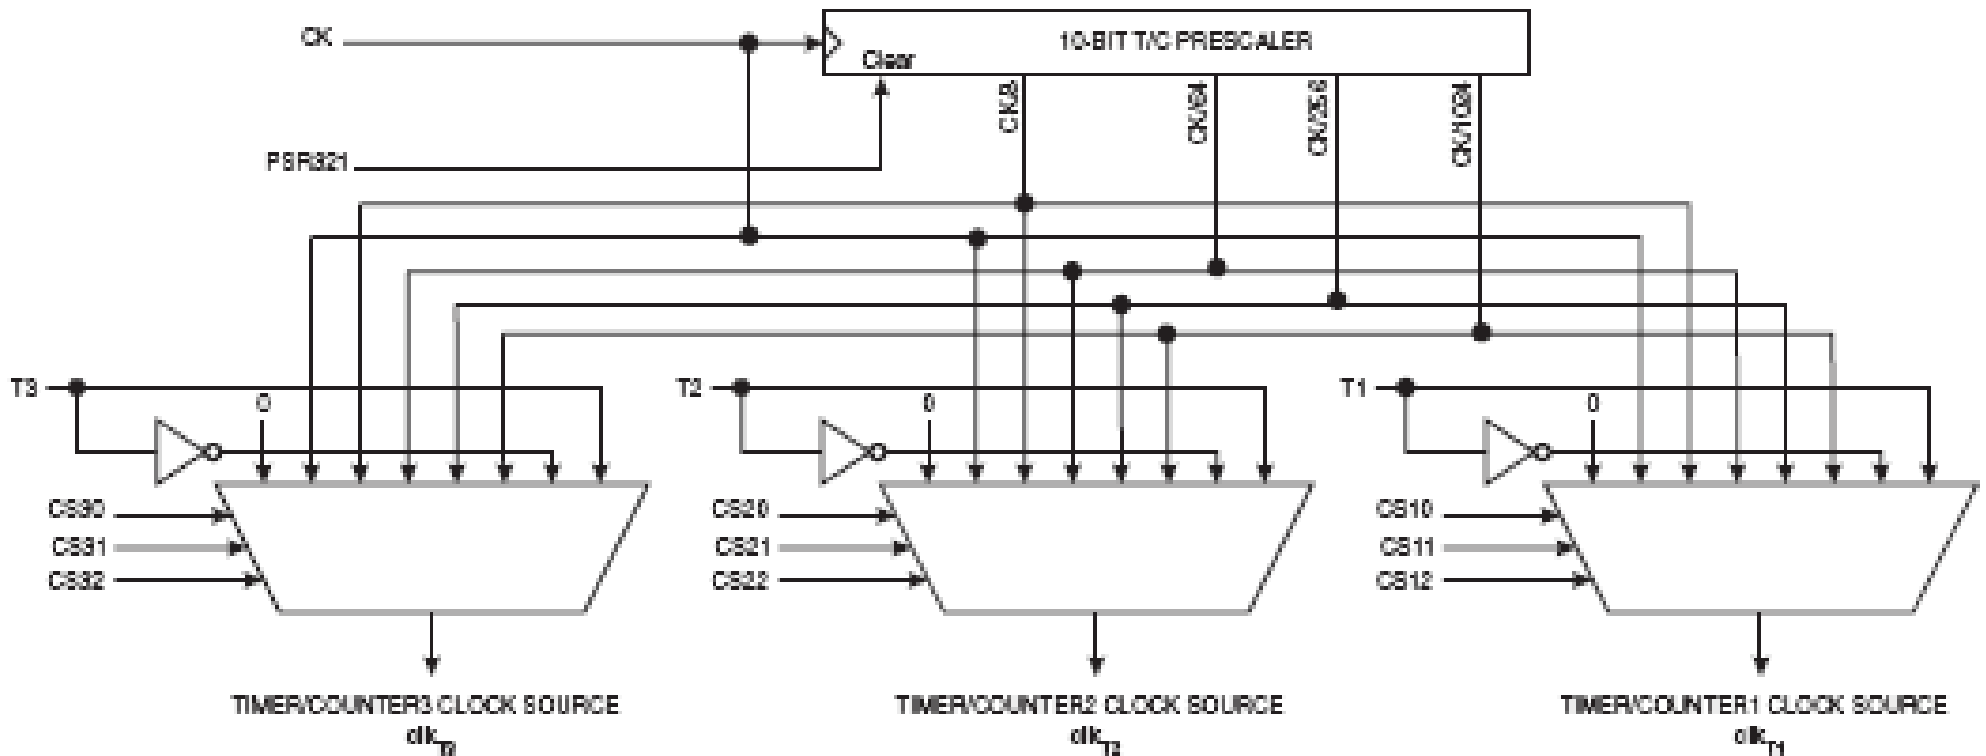 CK
10-BIT T/C PRESCALER
Clear
CK/8
CK/64
CK/256
CK/1024
PSR321
T3
0
T2
0
T1
0
CS30
CS31
CS32
CS20
CS21
CS22
CS10
CS11
CS12
TIMER/COUNTER3 CLOCK SOURCE
clkT3
TIMER/COUNTER2 CLOCK SOURCE
clkT2
TIMER/COUNTER1 CLOCK SOURCE
clkT1